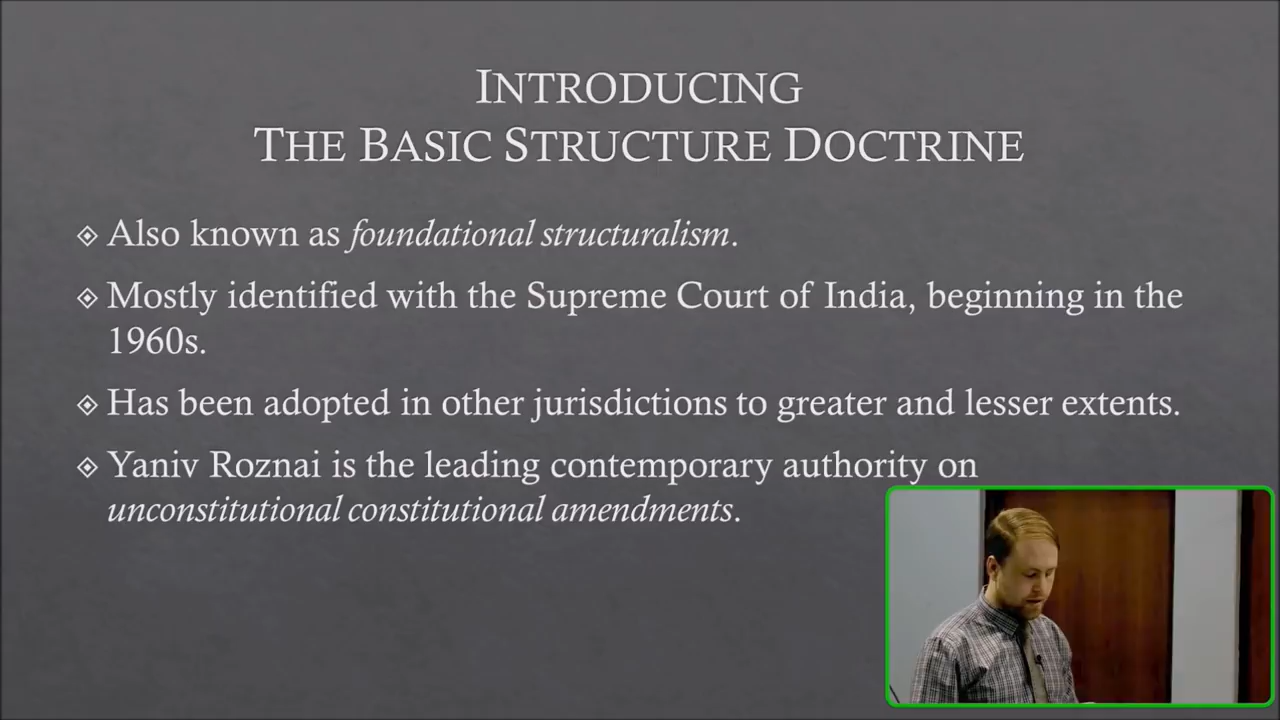 INTRODUCING
THE BASIC STRUCTURE DOCTRINE
Also known as foundational structuralism.
Mostly identified with the Supreme Court of India, beginning in the
1960s.
Has been adopted in other jurisdictions to greater and lesser extents.
Yaniv Roznai is the leading contemporary authority on
unconstitutional constitutional amendments.